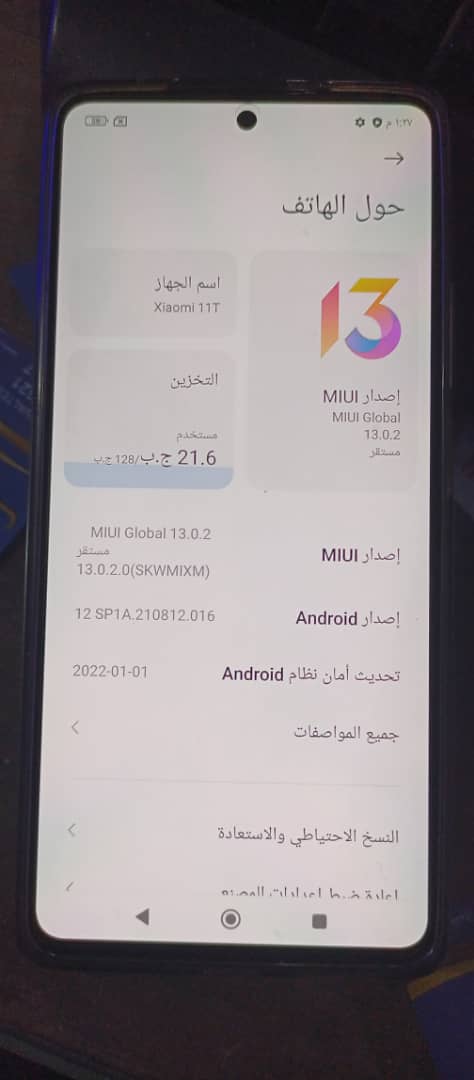 ١:٢٧ م
حول الهاتف
13
إصدار MIUI
MIUI Global
13.0.2
مستقر
اسم الجهاز
Xiaomi 11T
التخزين
مستخدم
21.6 ج.ب/128 ج.ب
إصدار MIUI
MIUI Global 13.0.2
مستقر
13.0.2.0(SKWMIXM)
إصدار Android
12 SP1A.210812.016
تحديث أمان نظام Android
2022-01-01
جميع المواصفات
النسخ الاحتياطي والاستعادة